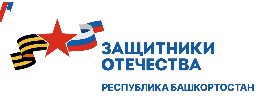 ЗАЩИТНИКИ
ОТЕЧЕСТВА
РЕСПУБЛИКА БАШКОРТОСТАН